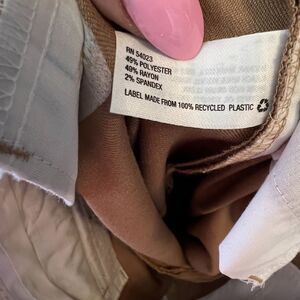 RN 54023
49% POLYESTER
49% RAYON
2% SPANDEX
LABEL MADE FROM 100% RECYCLED PLASTIC